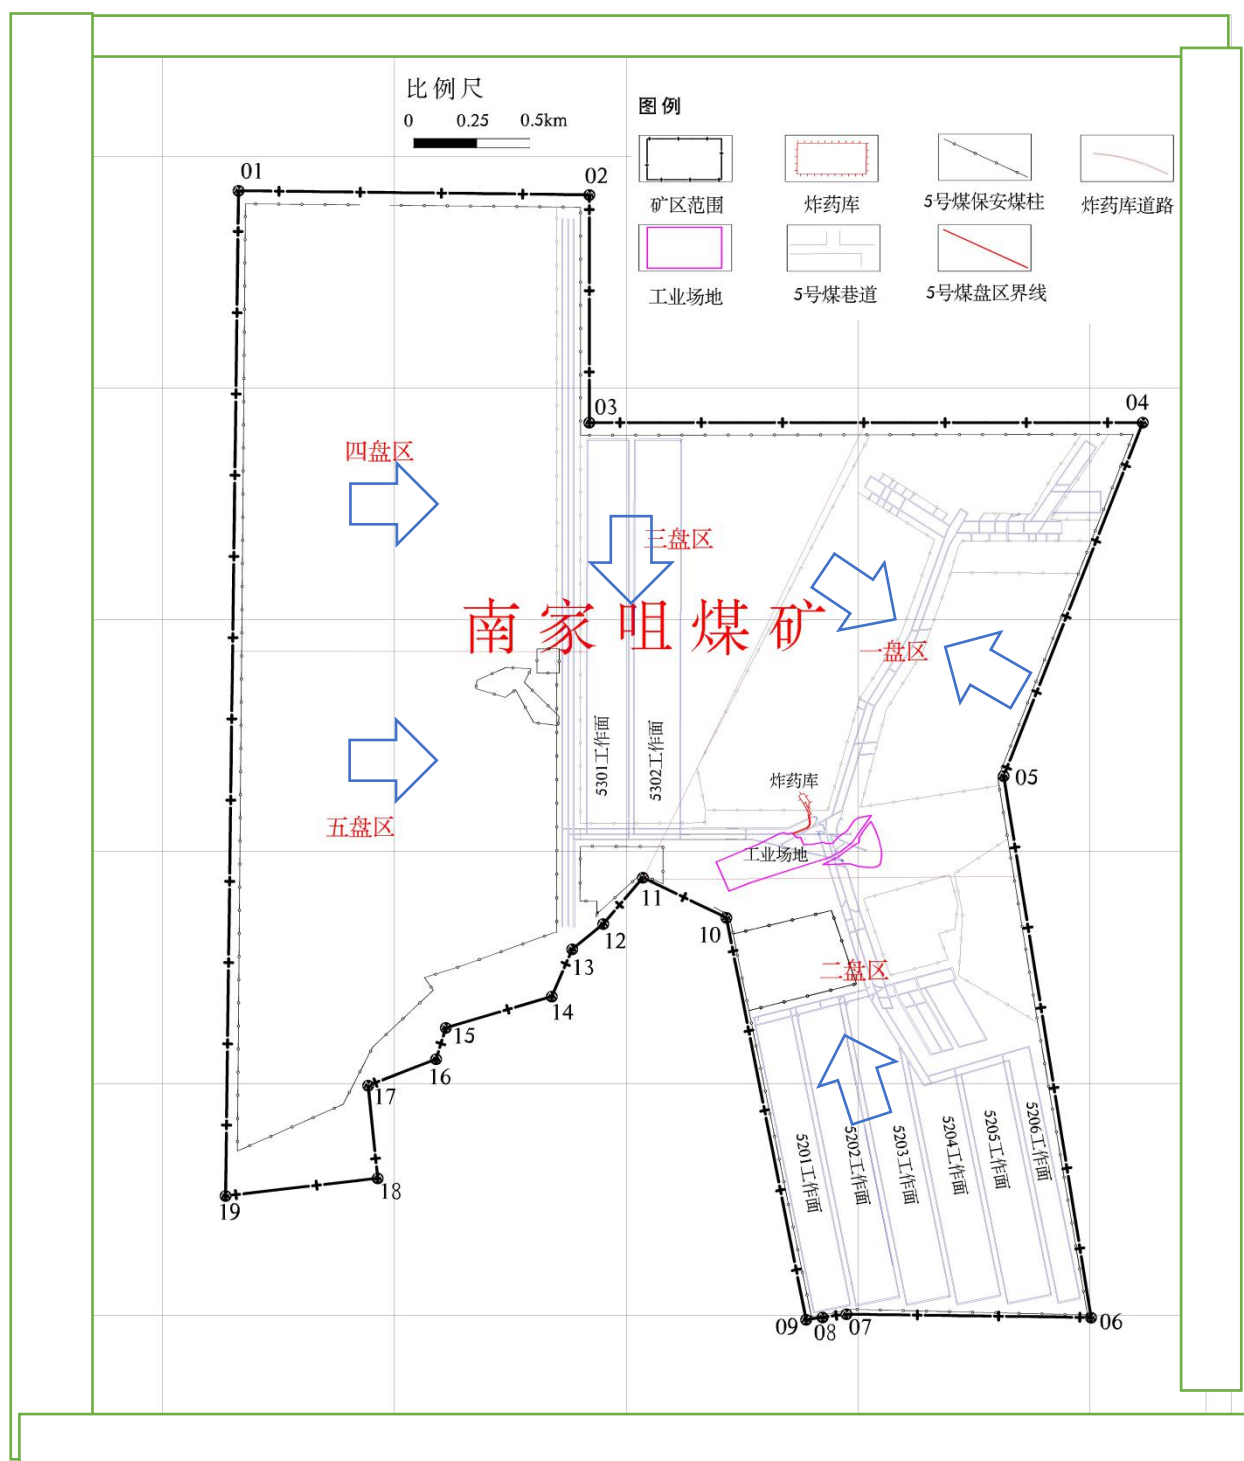 比例尺
0 0.25 0.5km
图例
矿区范围
炸药库
5号煤保安煤柱
炸药库道路
工业场地
5号煤巷道
5号煤盘区界线
01
02
03
04
四盘区
三盘区
南家咀煤矿
一盘区
5301工作面
5302工作面
05
炸药库
五盘区
工业场地
11
10
12
13
二盘区
14
15
16
17
5201工作面
5202工作面
5203工作面
5204工作面
5205工作面
5206工作面
18
19
09
08
07
06